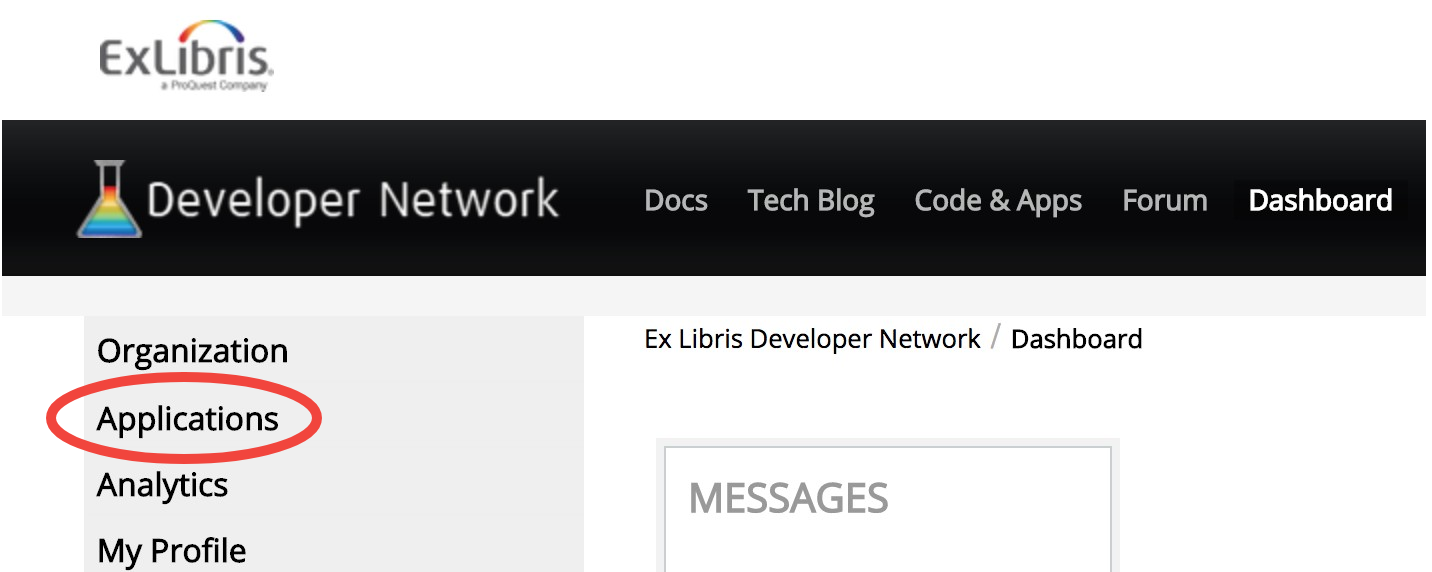 ExLibris.
a ProQuest Company
Developer Network
Docs Tech Blog Code & Apps Forum Dashboard
Organization
Applications
Analytics
My Profile
Ex Libris Developer Network / Dashboard
MESSAGES